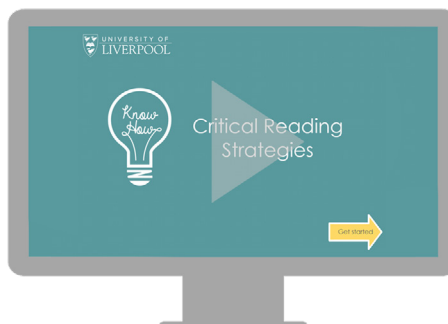 UNIVERSITY OF
LIVERPOOL
Know
How
Critical Reading
Strategies
Get started